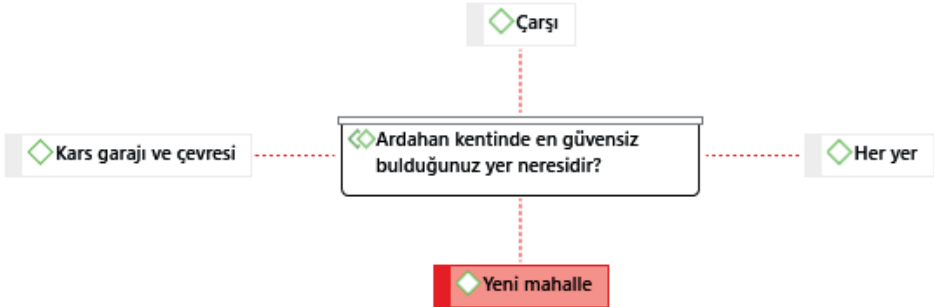 Çarşı
Kars garajı ve çevresi
Ardahan kentinde en güvensiz
bulduğunuz yer neresidir?
Her yer
Yeni mahalle